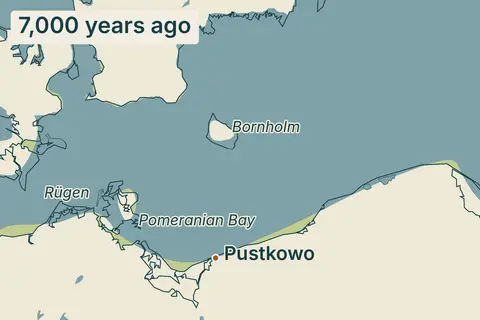 7,000 years ago
Bornholm
Rügen
Pomeranian Bay
Pustkowo